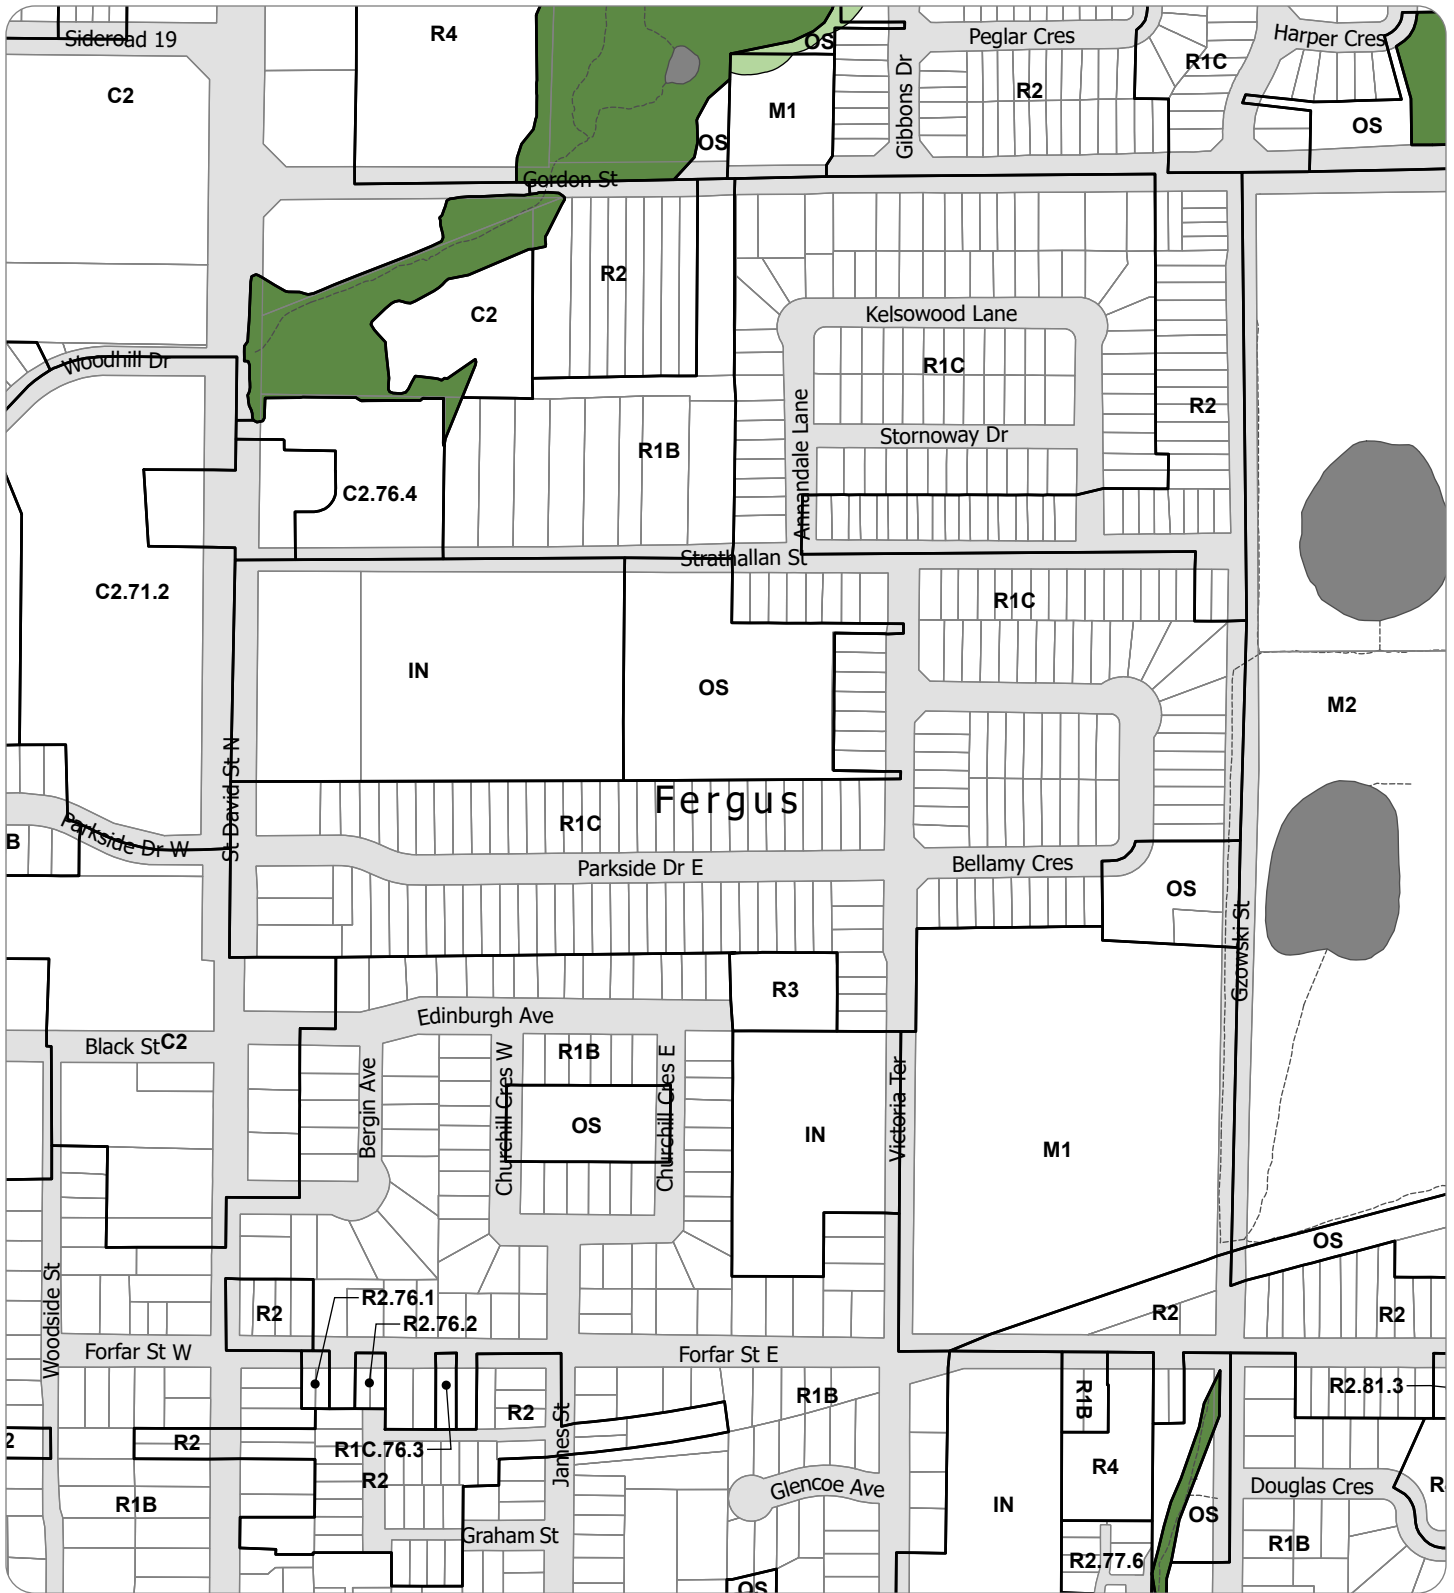 R4
OS
Peglar Cres
Harper Cres
Sideroad 19
R1C
C2
R2
Gibbons Dr
M1
OS
OS
Gordon St
R2
C2
Kelsowood Lane
Woodhill Dr
R1C
R2
Annandale Lane
Stornoway Dr
R1B
C2.76.4
Strathallan St
C2.71.2
R1C
IN
OS
M2
St David St N
Fergus
R1C
Parkside Dr W
B
Parkside Dr E
Bellamy Cres
OS
Gzowski St
R3
Edinburgh Ave
Black St
C2
R1B
Bergin Ave
Churchill Cres W
Churchill Cres E
OS
IN
Victoria Ter
M1
OS
Woodside St
R2.76.1
R2
R2.76.2
R2
R2
Forfar St W
Forfar St E
R2.81.3
R1B
R1B
R2
James St
2
R2
R1C.76.3
R2
R4
Glencoe Ave
Douglas Cres
R1B
IN
OS
Graham St
R1B
R2.77.6
OS